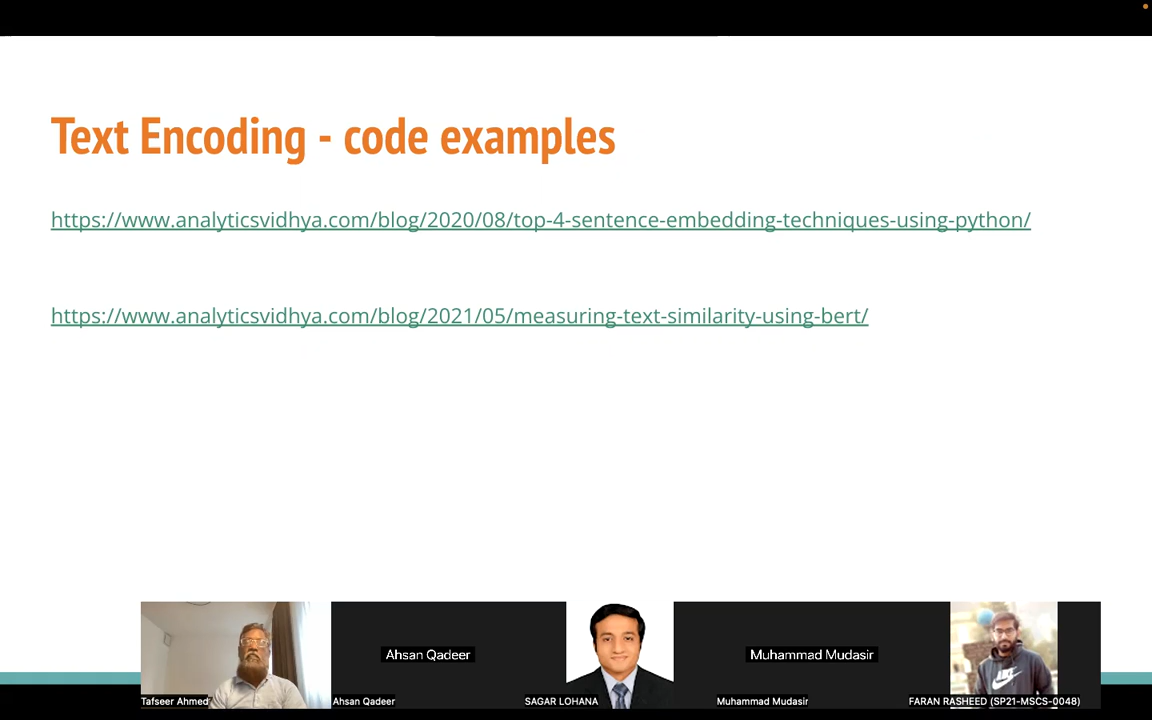 Text Encoding - code examples
https://www.analyticsvidhya.com/blog/2020/08/top-4-sentence-embedding-techniques-using-python/
https://www.analyticsvidhya.com/blog/2021/05/measuring-text-similarity-using-bert/
Ahsan Qadeer
Muhammad Mudasir
Tafseer Ahmed
Ahsan Qadeer
SAGAR LOHANA
Muhammad Mudasir
FARAN RASHEED (SP21-MSCS-0048)